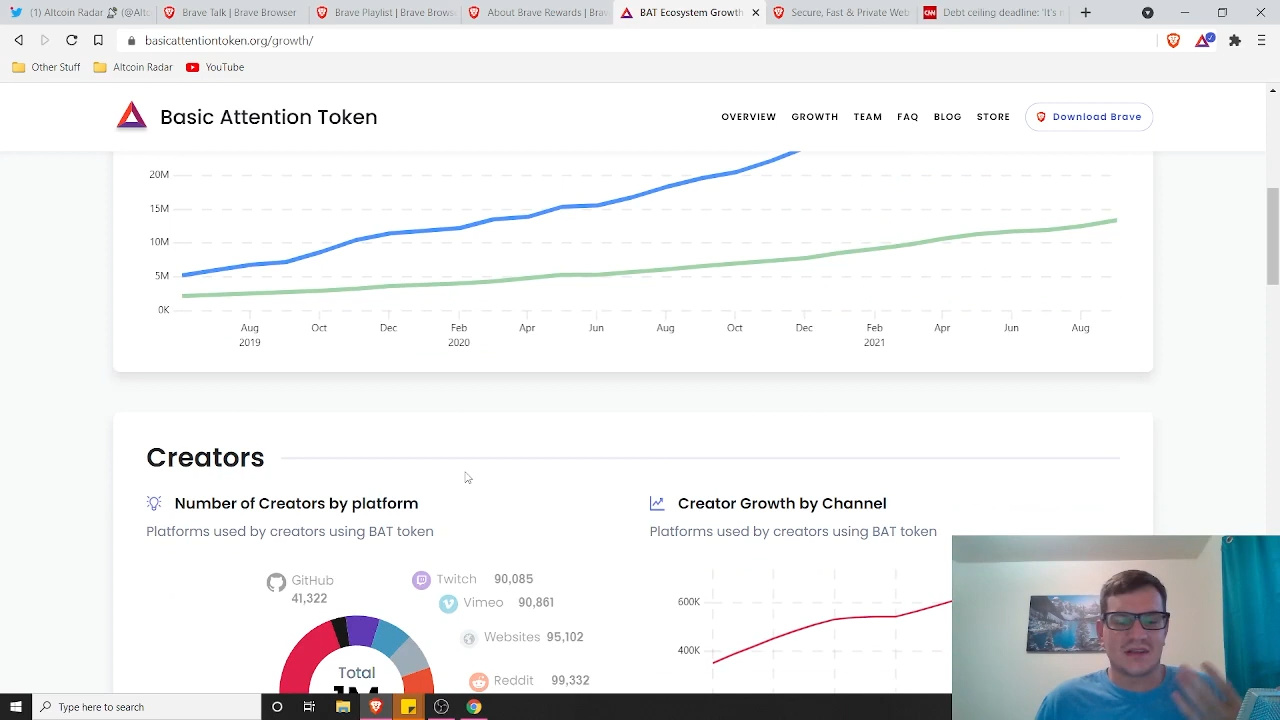 (1) Altcoin Radar
Brave Talk | Brave Browser
Brave Playlist | Brave Brows
About Brave Rewards | Bra
BAT Ecosystem Growth
Secure, Fast & Private Web
CNN Debt ceiling deadline: 'It's n
basicattentiontoken.org/growth/
Other Stuff
Altcoin Radar
YouTube
Basic Attention Token
OVERVIEW GROWTH TEAM FAQ BLOG STORE Download Brave
20M
15M
10M
5M
0K
Aug Oct Dec Feb Apr Jun Aug Oct Dec Feb Apr Jun Aug
2019 2020 2021
Creators
Number of Creators by platform
Platforms used by creators using BAT token
GitHub
41,322
Twitch 90,085
Vimeo 90,861
Websites 95,102
Reddit 99,332
Total
Creator Growth by Channel
Platforms used by creators using BAT token
600K
400K
Type here to search